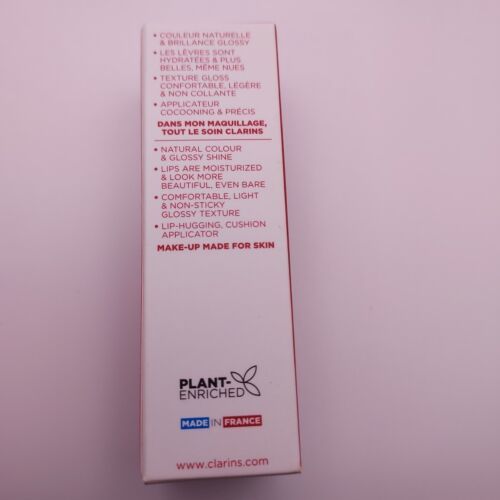 • COULEUR NATURELLE
& BRILLANCE GLOSSY
• LES LÈVRES SONT
HYDRATÉES & PLUS
BELLES, MÊME NUES
• TEXTURE GLOSS
CONFORTABLE, LÉGÈRE
& NON COLLANTE
• APPLICATEUR
COCOONING & PRÉCIS
DANS MON MAQUILLAGE,
TOUT LE SOIN CLARINS
• NATURAL COLOUR
& GLOSSY SHINE
• LIPS ARE MOISTURIZED
& LOOK MORE
BEAUTIFUL, EVEN BARE
• COMFORTABLE, LIGHT
& NON-STICKY
GLOSSY TEXTURE
• LIP-HUGGING, CUSHION
APPLICATOR
MAKE-UP MADE FOR SKIN
PLANT-
ENRICHED
MADE IN FRANCE
www.clarins.com